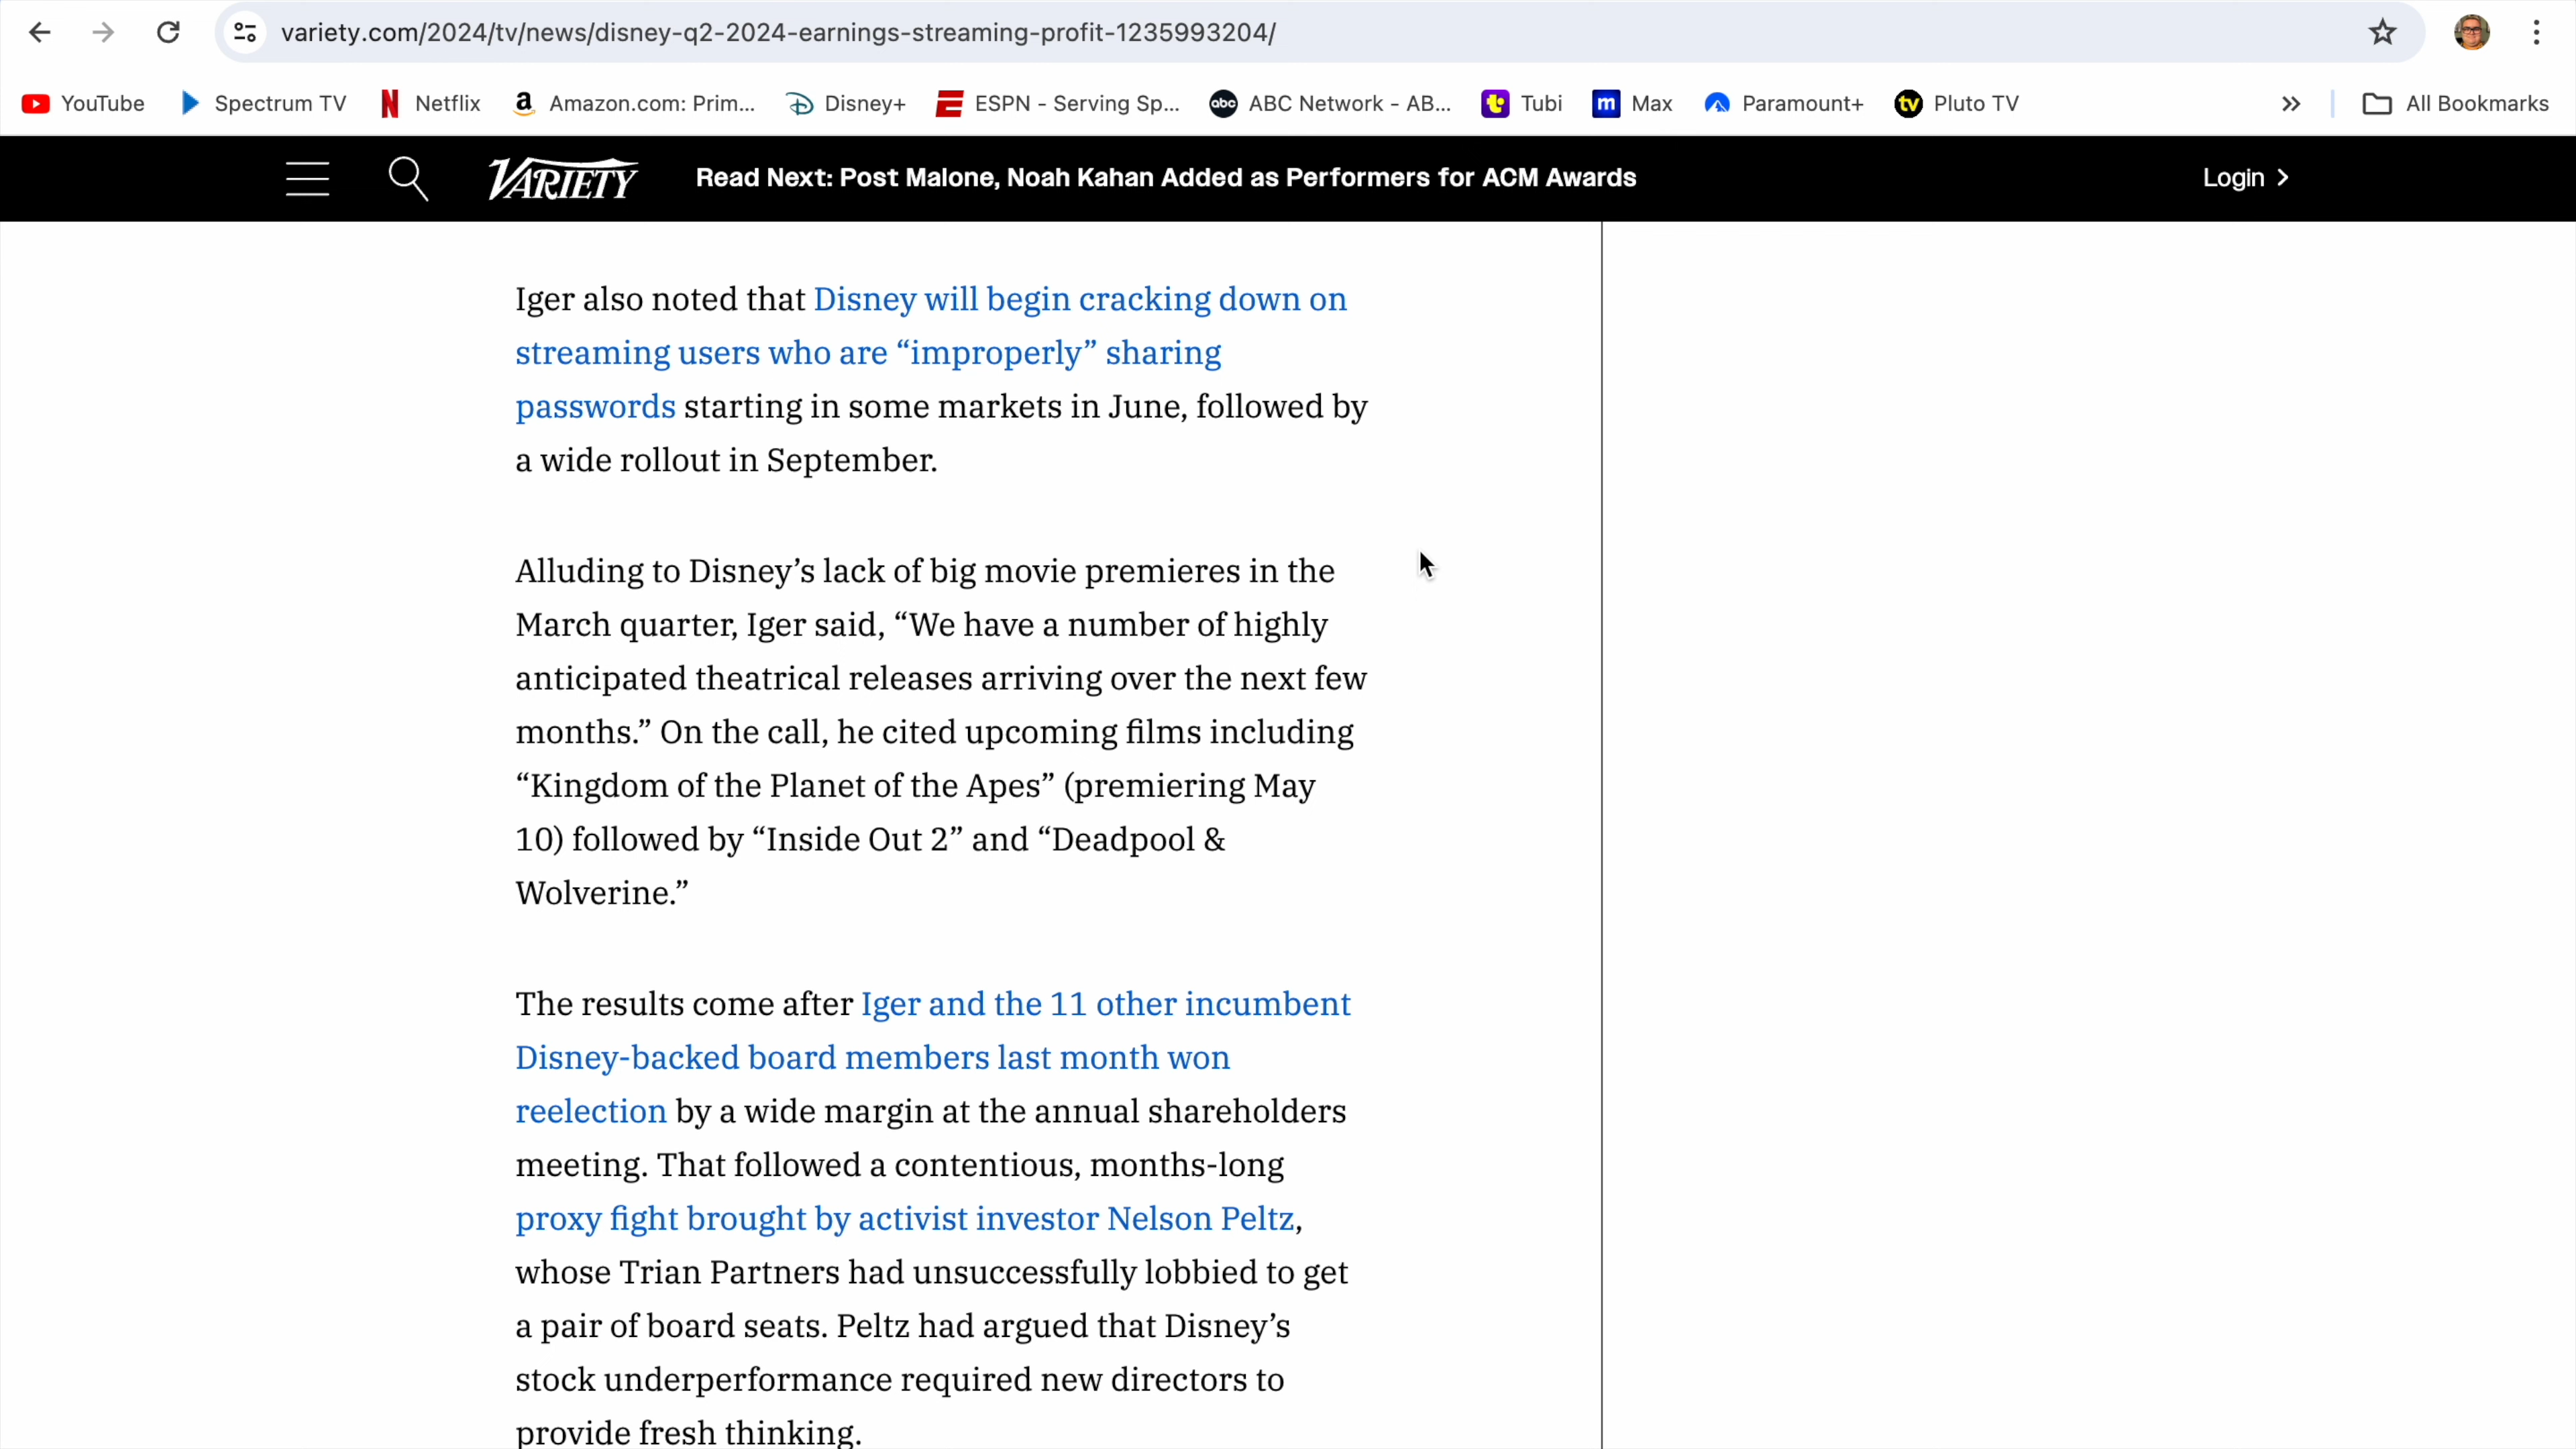 variety.com/2024/tv/news/disney-q2-2024-earnings-streaming-profit-1235993204/
YouTube Spectrum TV Netflix Amazon.com: Prim... Disney+ ESPN - Serving Sp... ABC Network - AB... Tubi Max Paramount+ Pluto TV All Bookmarks
VARIETY Read Next: Post Malone, Noah Kahan Added as Performers for ACM Awards Login
Iger also noted that Disney will begin cracking down on
streaming users who are “improperly” sharing
passwords starting in some markets in June, followed by
a wide rollout in September.
Alluding to Disney’s lack of big movie premieres in the
March quarter, Iger said, “We have a number of highly
anticipated theatrical releases arriving over the next few
months.” On the call, he cited upcoming films including
“Kingdom of the Planet of the Apes” (premiering May
10) followed by “Inside Out 2” and “Deadpool &
Wolverine.”
The results come after Iger and the 11 other incumbent
Disney-backed board members last month won
reelection by a wide margin at the annual shareholders
meeting. That followed a contentious, months-long
proxy fight brought by activist investor Nelson Peltz,
whose Trian Partners had unsuccessfully lobbied to get
a pair of board seats. Peltz had argued that Disney’s
stock underperformance required new directors to
provide fresh thinking.